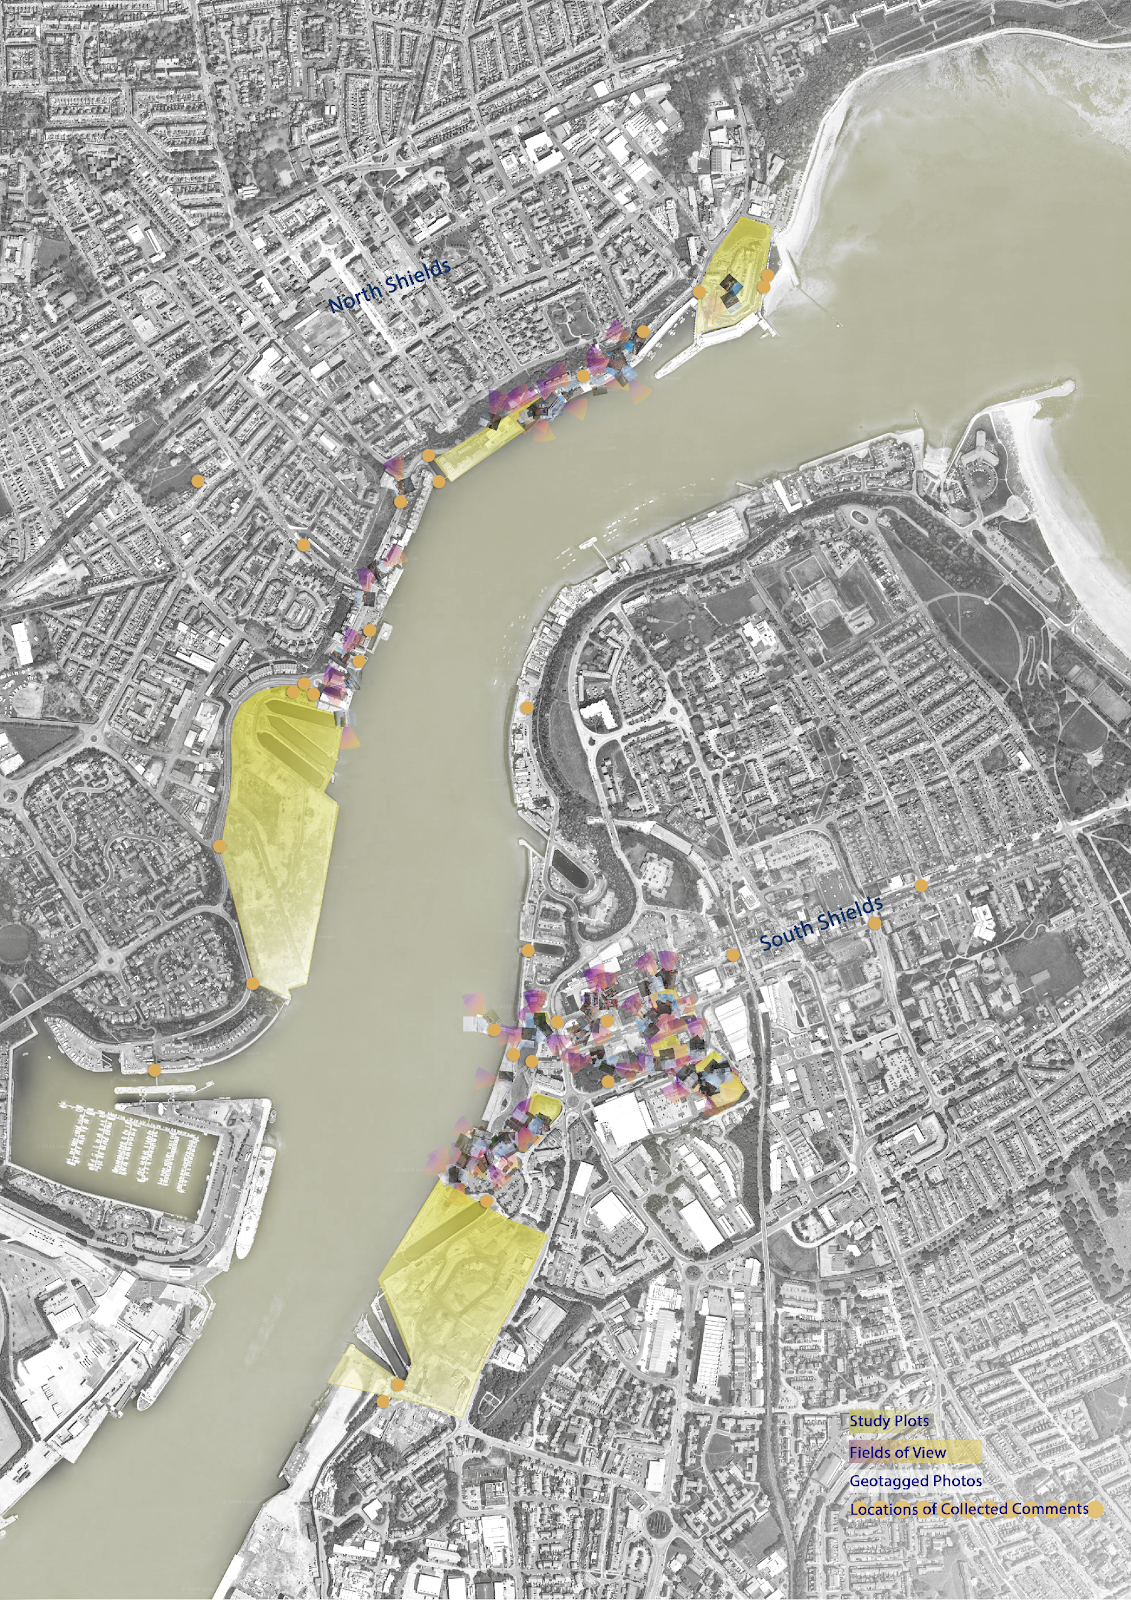 North Shields
South Shields
Study Plots
Fields of View
Geotagged Photos
Locations of Collected Comments